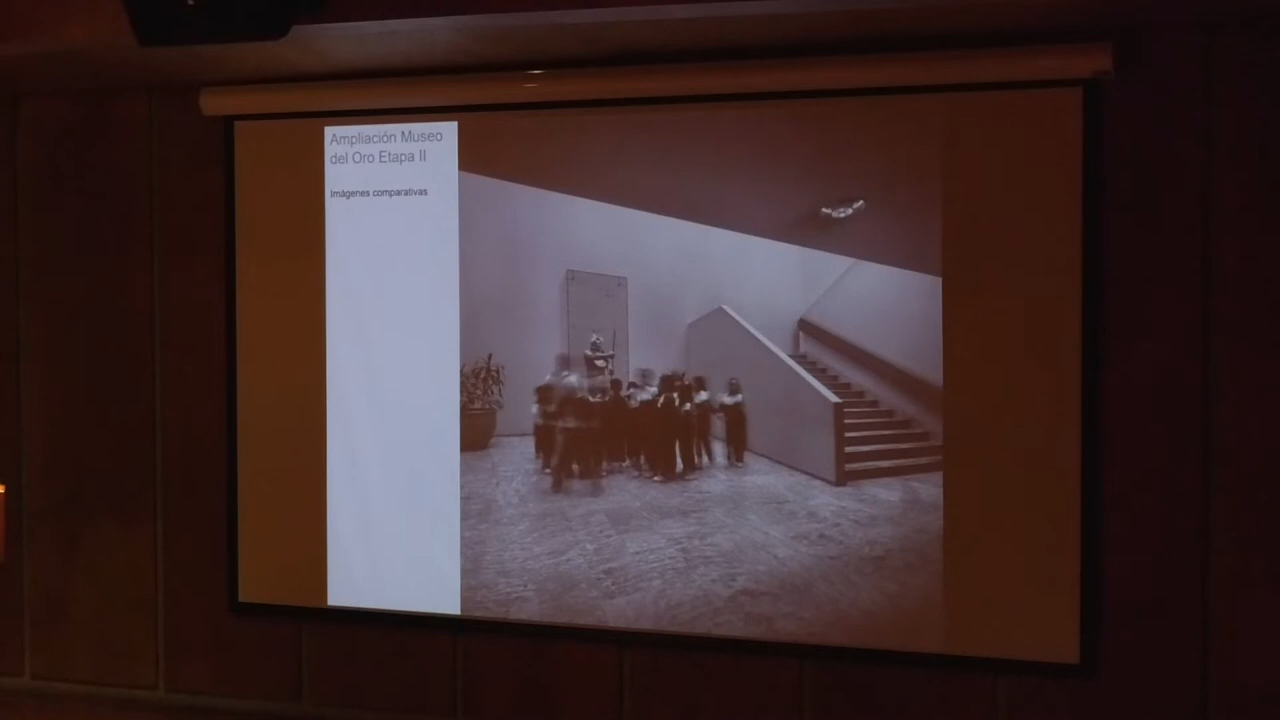 Ampliación Museo
del Oro Etapa II
Imágenes comparativas